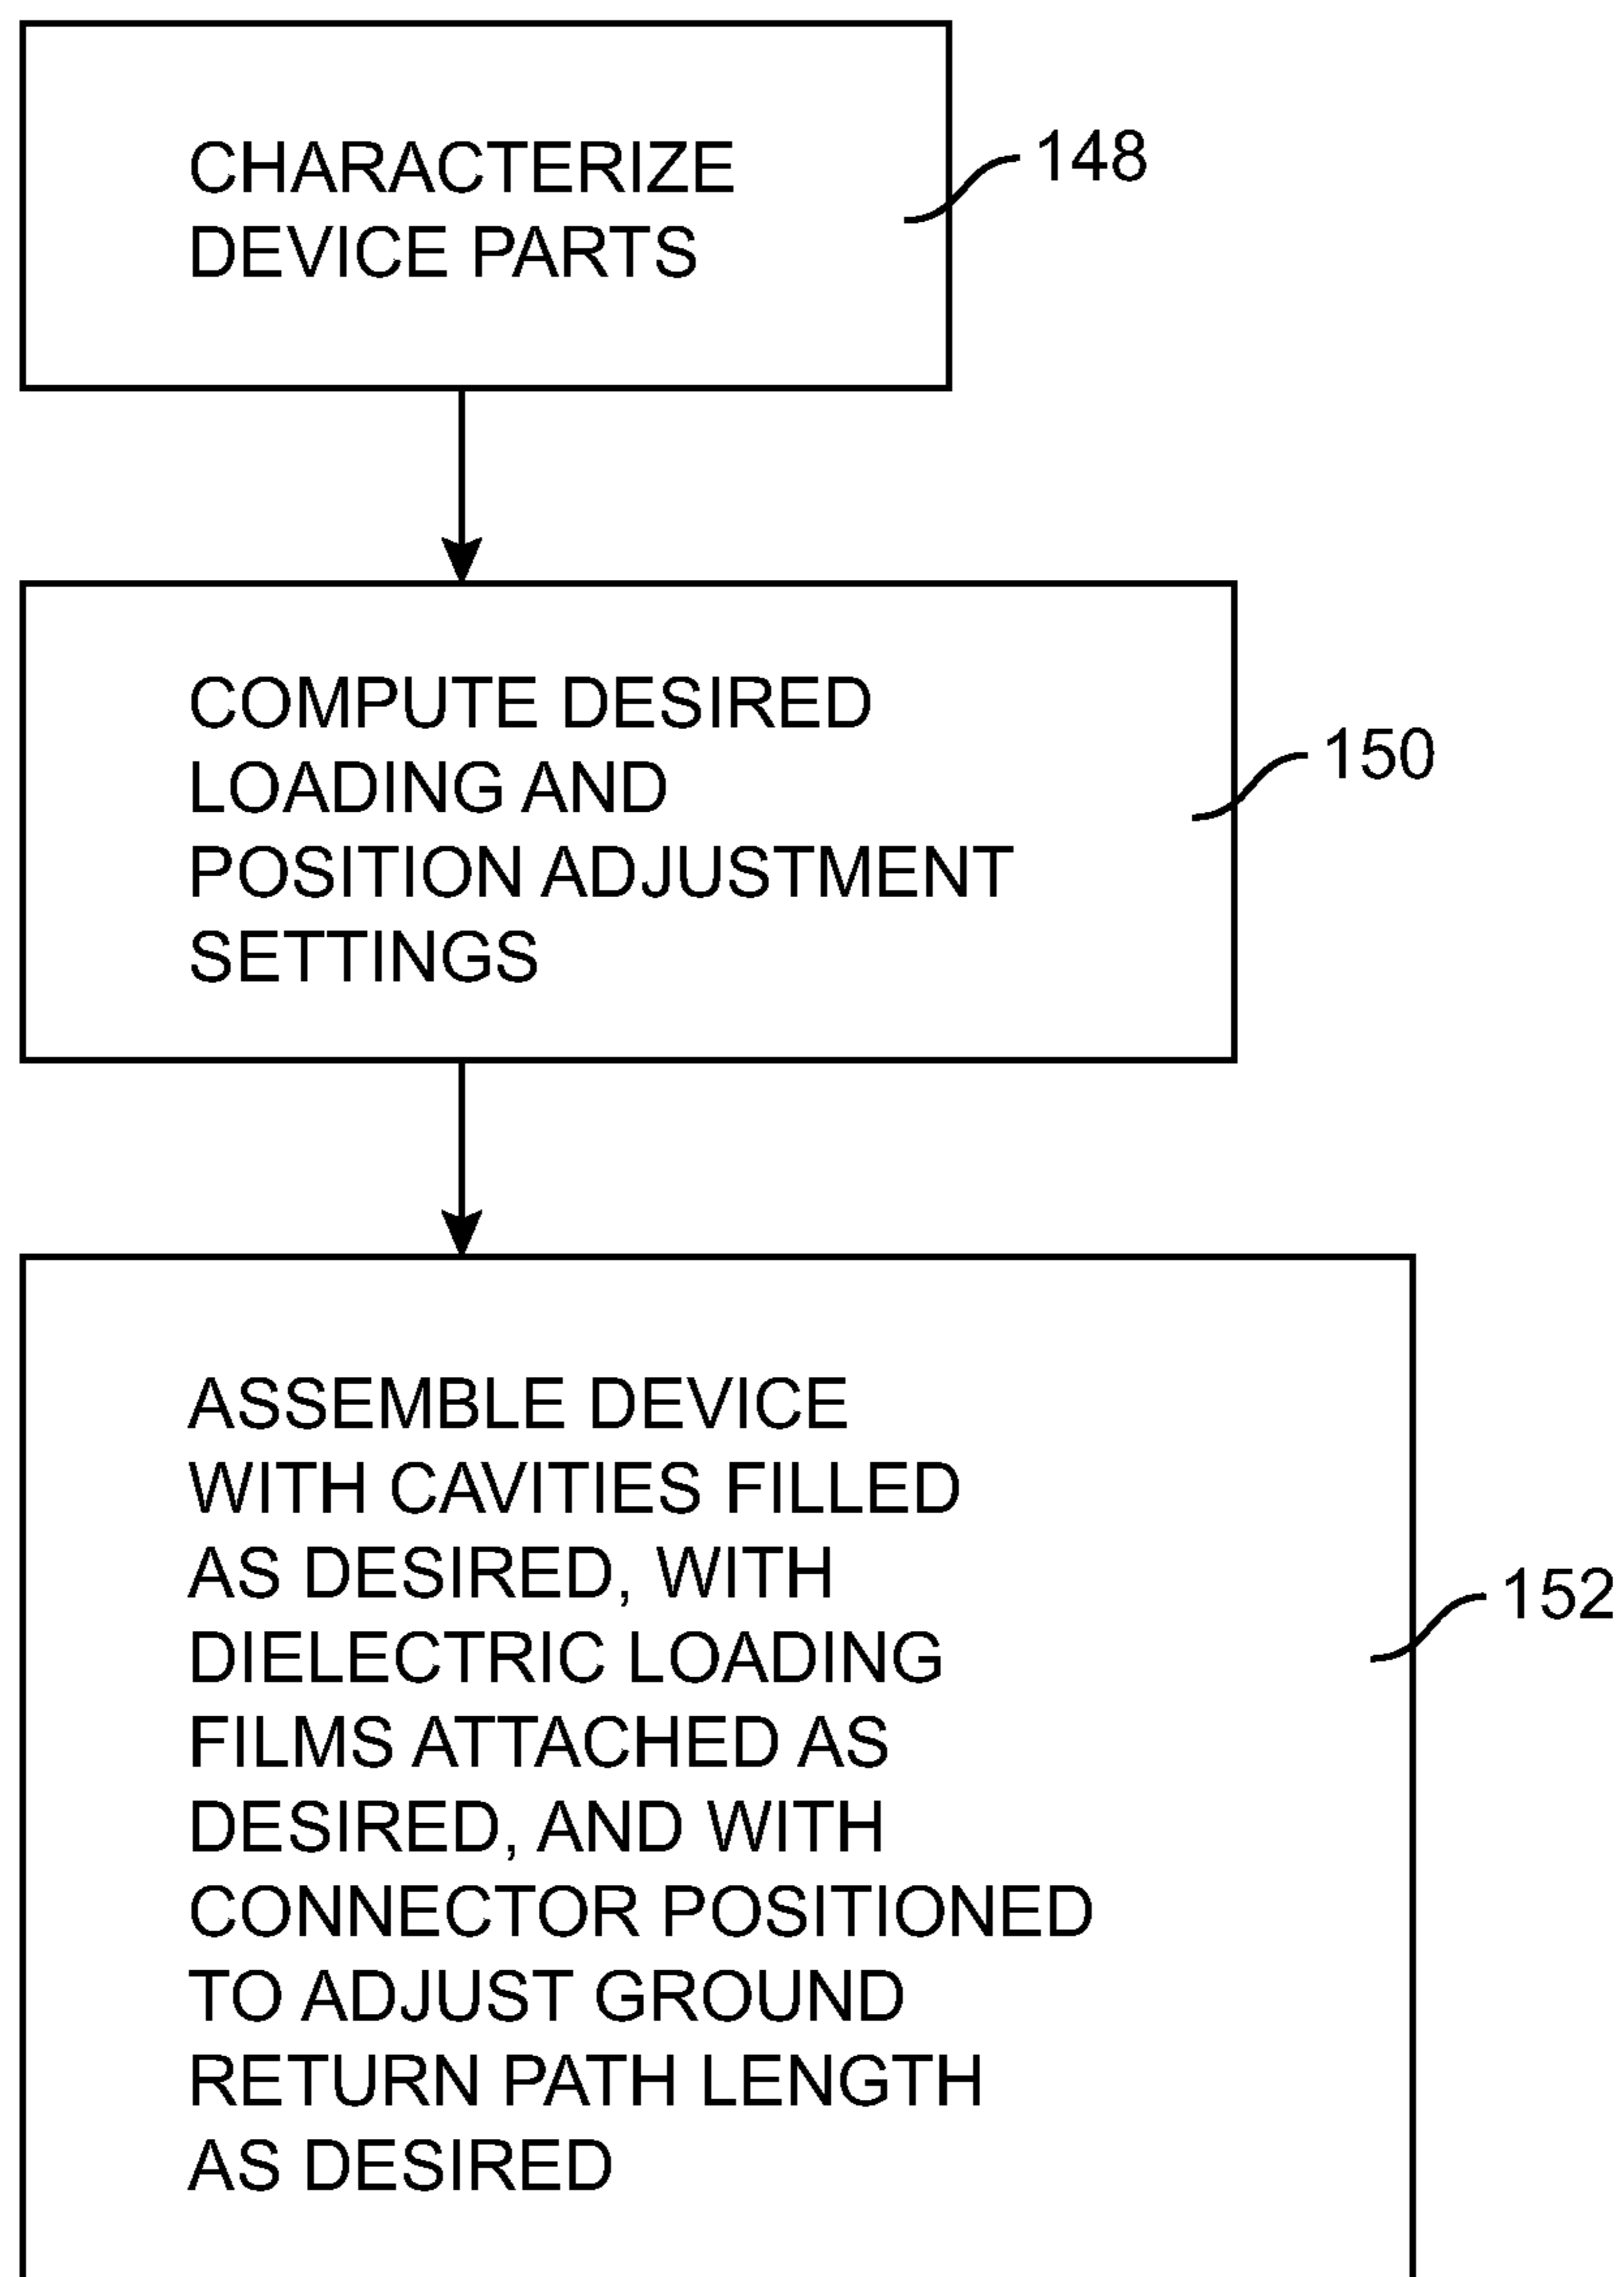 CHARACTERIZE
DEVICE PARTS
148
COMPUTE DESIRED
LOADING AND
POSITION ADJUSTMENT
SETTINGS
150
ASSEMBLE DEVICE
WITH CAVITIES FILLED
AS DESIRED, WITH
DIELECTRIC LOADING
FILMS ATTACHED AS
DESIRED, AND WITH
CONNECTOR POSITIONED
TO ADJUST GROUND
RETURN PATH LENGTH
AS DESIRED
152